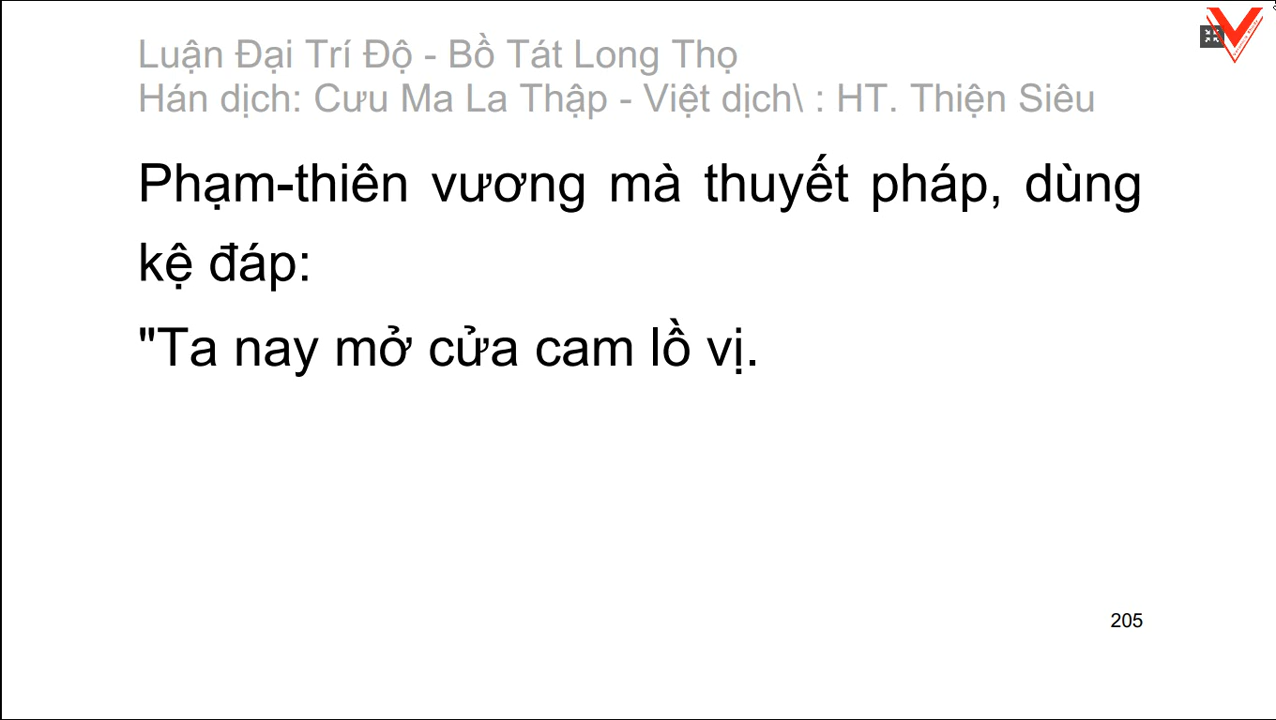 Luận Đại Trí Độ - Bồ Tát Long Thọ
Hán dịch: Cưu Ma La Thập - Việt dịch\ : HT. Thiện Siêu
Phạm-thiên vương mà thuyết pháp, dùng
kệ đáp:
"Ta nay mở cửa cam lồ vị.
205